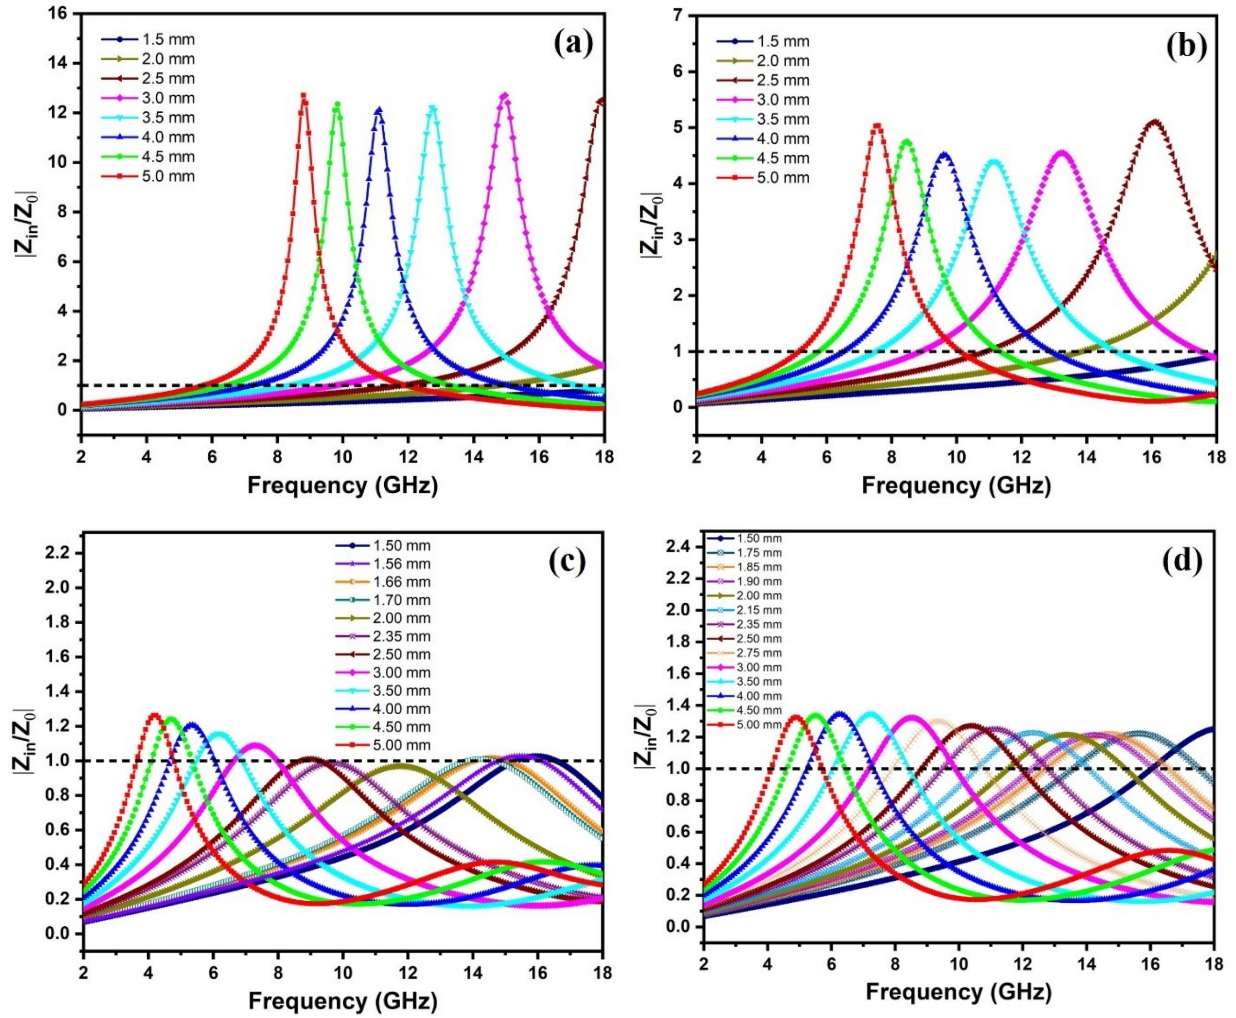 (a)
16
14
12
10
8
6
4
2
0
|Z_in/Z_0|
1.5 mm
2.0 mm
2.5 mm
3.0 mm
3.5 mm
4.0 mm
4.5 mm
5.0 mm
2 4 6 8 10 12 14 16 18
Frequency (GHz)
(b)
7
6
5
4
3
2
1
0
|Z_in/Z_0|
1.5 mm
2.0 mm
2.5 mm
3.0 mm
3.5 mm
4.0 mm
4.5 mm
5.0 mm
2 4 6 8 10 12 14 16 18
Frequency (GHz)
(c)
2.2
2.0
1.8
1.6
1.4
1.2
1.0
0.8
0.6
0.4
0.2
0.0
|Z_in/Z_0|
1.50 mm
1.56 mm
1.66 mm
1.70 mm
2.00 mm
2.35 mm
2.50 mm
3.00 mm
3.50 mm
4.00 mm
4.50 mm
5.00 mm
2 4 6 8 10 12 14 16 18
Frequency (GHz)
(d)
2.4
2.2
2.0
1.8
1.6
1.4
1.2
1.0
0.8
0.6
0.4
0.2
0.0
|Z_in/Z_0|
1.50 mm
1.75 mm
1.85 mm
1.90 mm
2.00 mm
2.15 mm
2.35 mm
2.50 mm
2.75 mm
3.00 mm
3.50 mm
4.00 mm
4.50 mm
5.00 mm
2 4 6 8 10 12 14 16 18
Frequency (GHz)